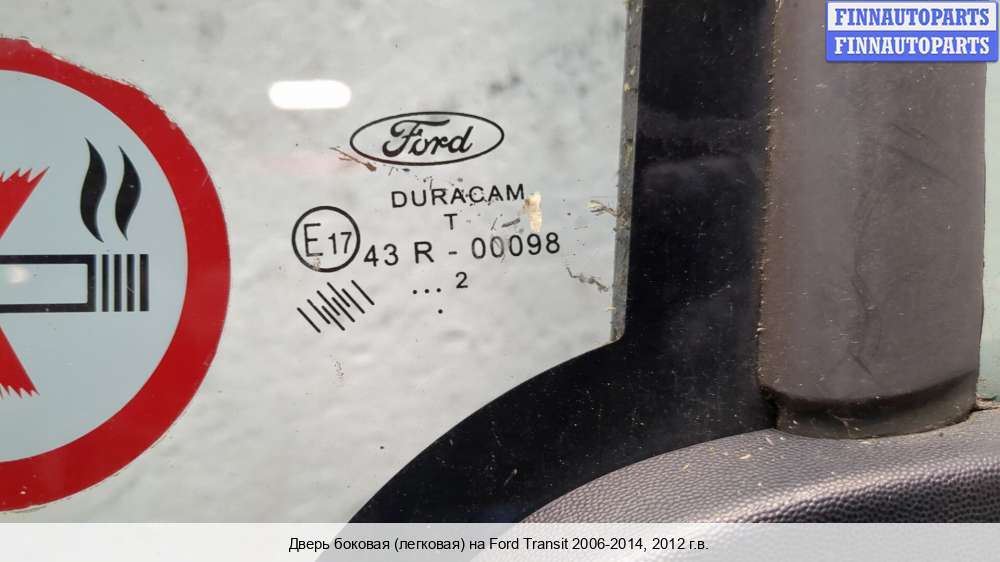 FINNAUTOPARTS
FINNAUTOPARTS
Ford
DURACAM
T
E17
43 R - 00098
... 2
.
Дверь боковая (легковая) на Ford Transit 2006-2014, 2012 г.в.